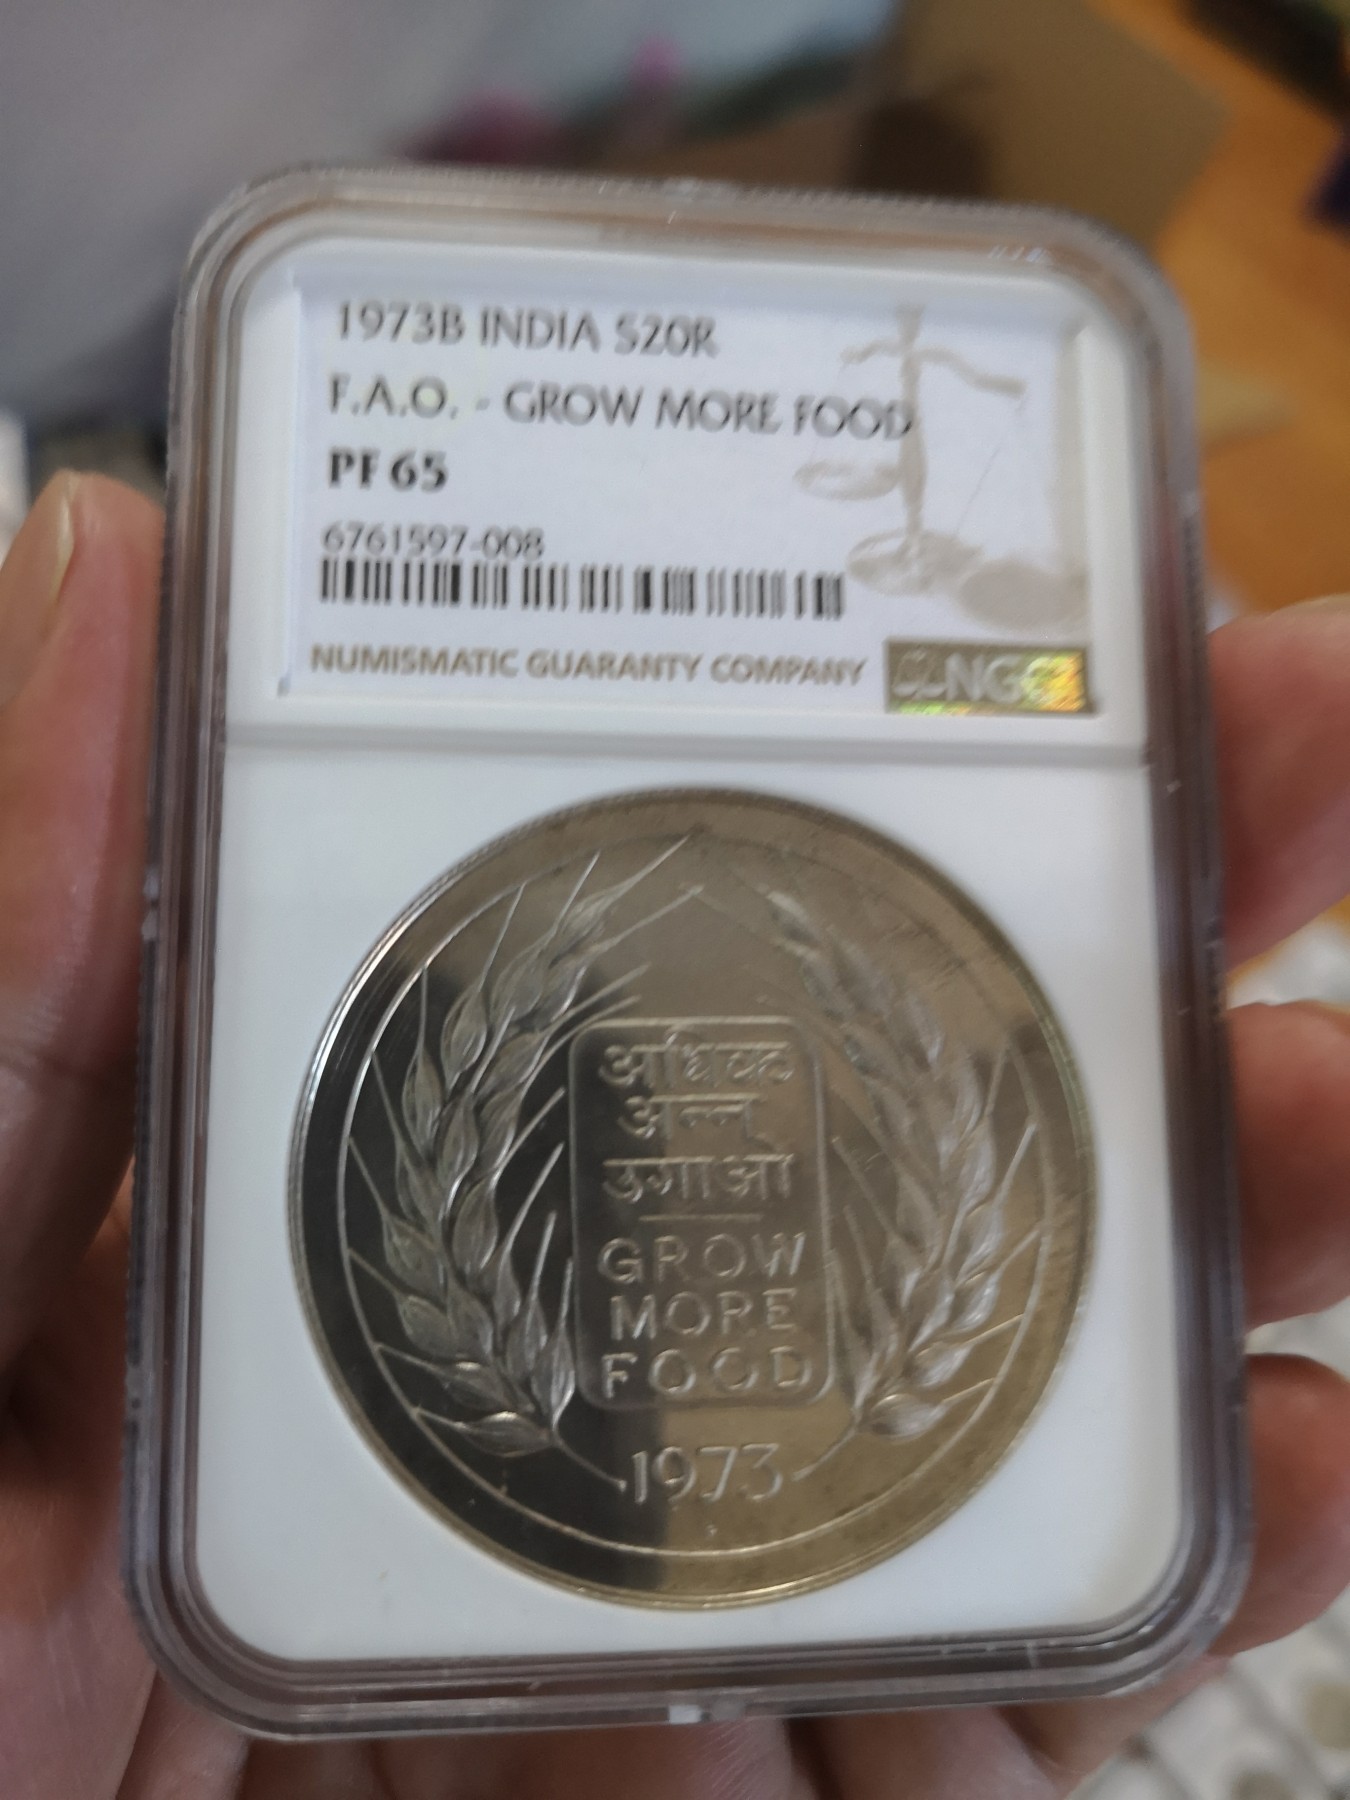 1973B INDIA S20R
F.A.O. - GROW MORE FOOD
PF 65
6761597-008
NUMISMATIC GUARANTY COMPANY
NGC
अधिक
अन्न
उगाओ
GROW
MORE
FOOD
1973